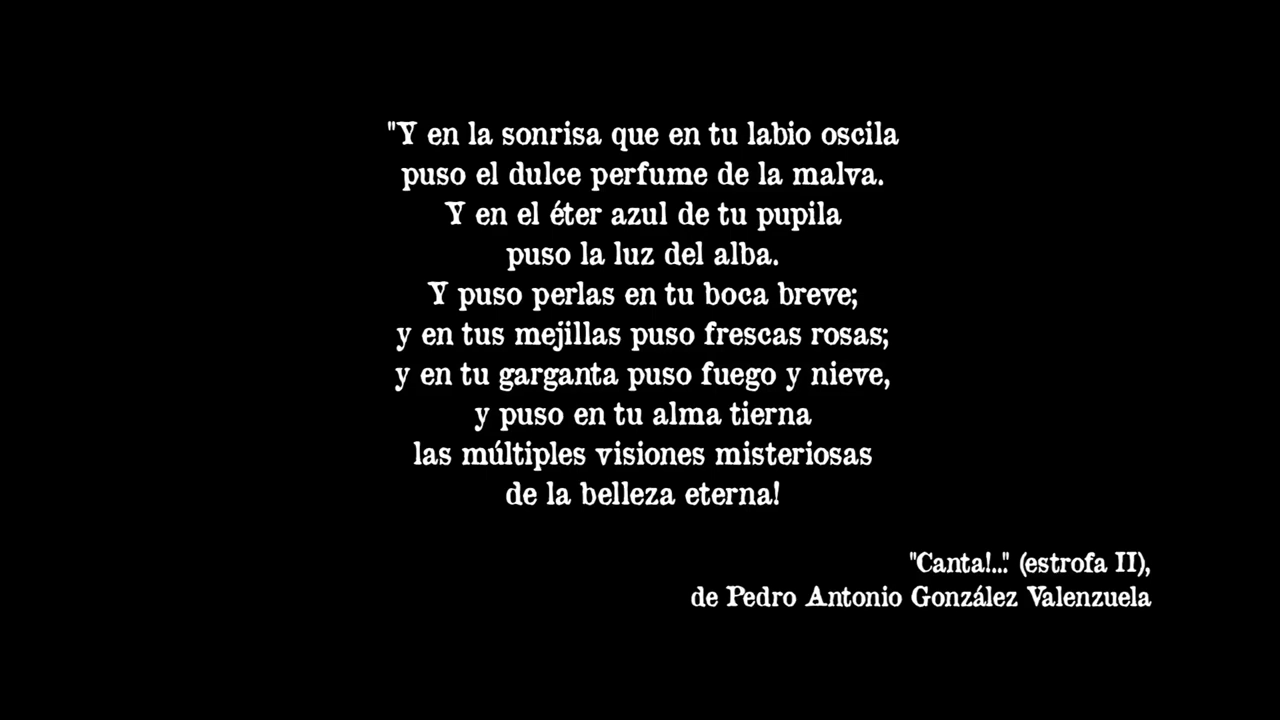 "Y en la sonrisa que en tu labio oscila
puso el dulce perfume de la malva.
Y en el éter azul de tu pupila
puso la luz del alba.
Y puso perlas en tu boca breve;
y en tus mejillas puso frescas rosas;
y en tu garganta puso fuego y nieve,
y puso en tu alma tierna
las múltiples visiones misteriosas
de la belleza eterna!
"Canta!..." (estrofa II),
de Pedro Antonio González Valenzuela